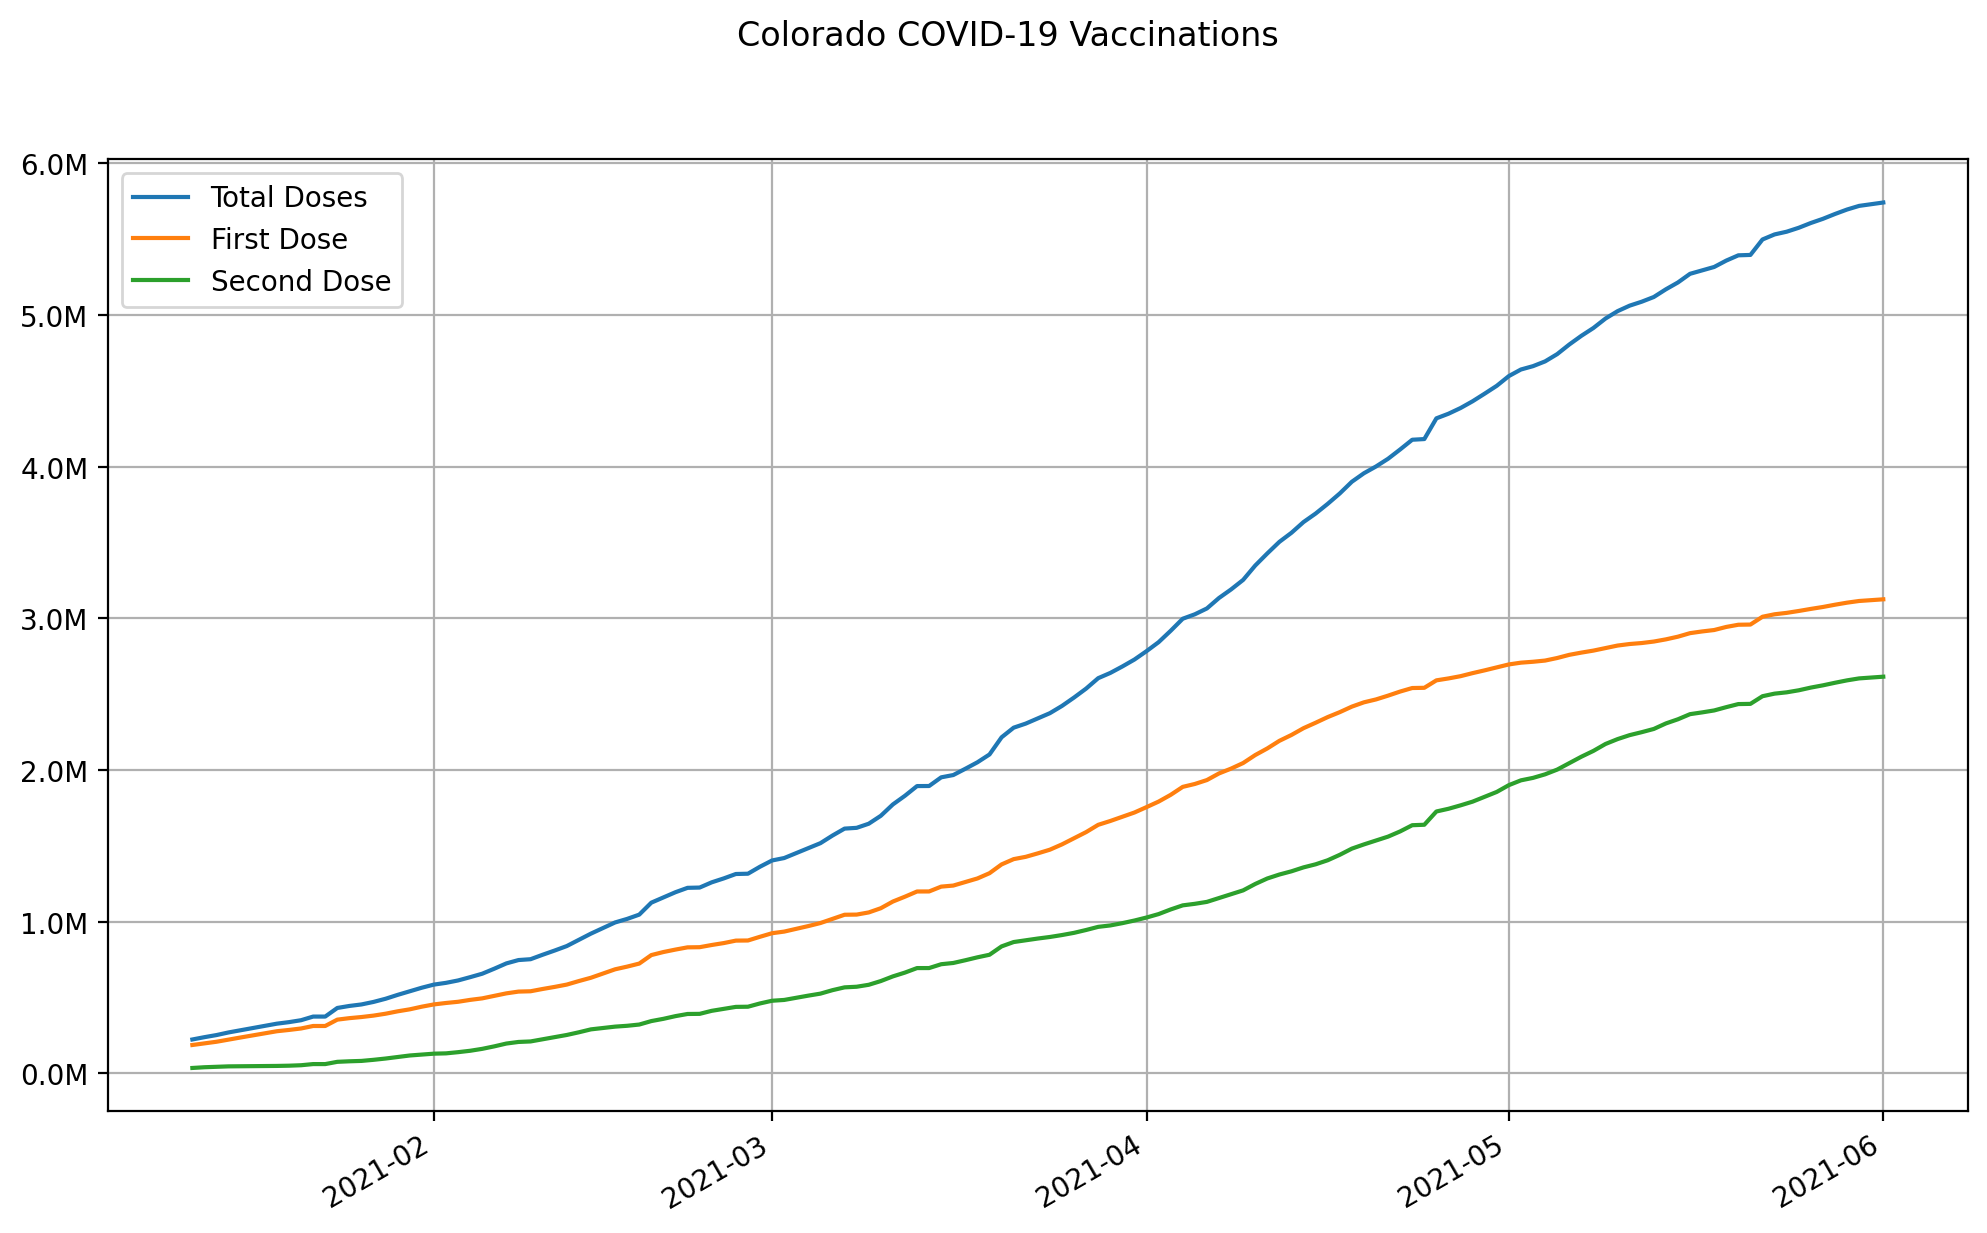 Colorado COVID-19 Vaccinations
6.0M
5.0M
4.0M
3.0M
2.0M
1.0M
0.0M
Total Doses
First Dose
Second Dose
2021-02
2021-03
2021-04
2021-05
2021-06